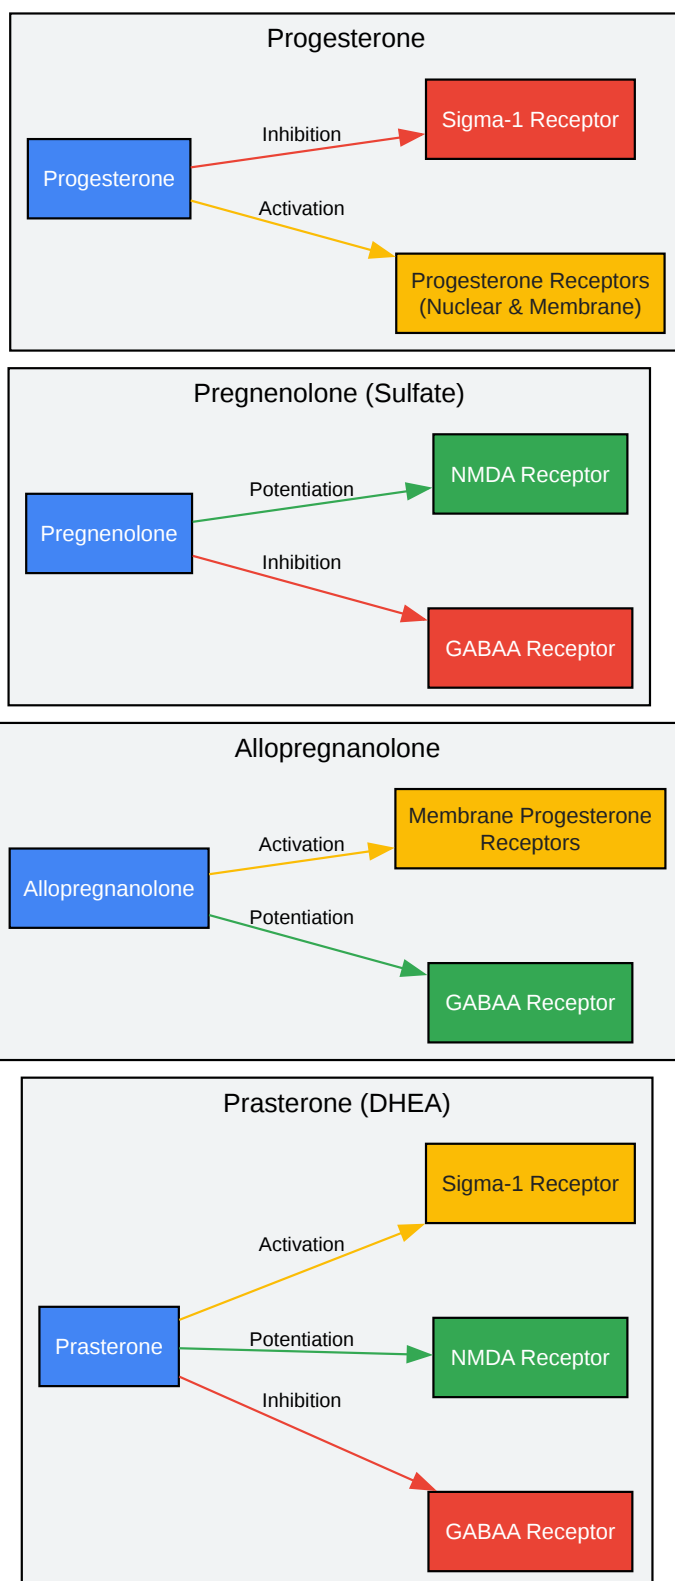 Progesterone
Inhibition
Sigma-1 Receptor
Progesterone
Activation
Progesterone Receptors
(Nuclear & Membrane)
Pregnenolone (Sulfate)
Potentiation
NMDA Receptor
Pregnenolone
Inhibition
GABAA Receptor
Allopregnanolone
Activation
Membrane Progesterone
Receptors
Allopregnanolone
Potentiation
GABAA Receptor
Prasterone (DHEA)
Sigma-1 Receptor
Activation
Prasterone
Potentiation
NMDA Receptor
Inhibition
GABAA Receptor